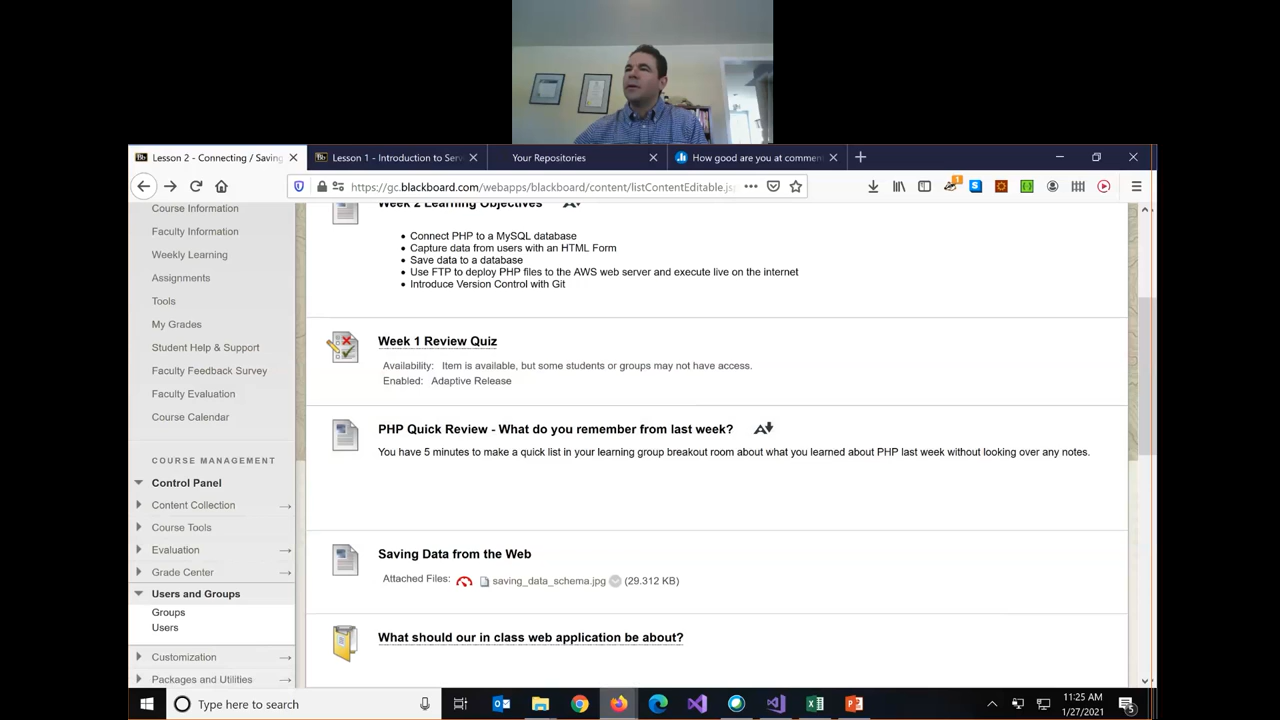 Lesson 2 - Connecting / Saving
Lesson 1 - Introduction to Serv
Your Repositories
How good are you at commen
https://gc.blackboard.com/webapps/blackboard/content/listContentEditable.js
1
Course Information
Faculty Information
Weekly Learning
Assignments
Tools
My Grades
Student Help & Support
Faculty Feedback Survey
Faculty Evaluation
Course Calendar
COURSE MANAGEMENT
Control Panel
Content Collection
Course Tools
Evaluation
Grade Center
Users and Groups
Groups
Users
Customization
Packages and Utilities
Week 2 Learning Objectives
Connect PHP to a MySQL database
Capture data from users with an HTML Form
Save data to a database
Use FTP to deploy PHP files to the AWS web server and execute live on the internet
Introduce Version Control with Git
Week 1 Review Quiz
Availability: Item is available, but some students or groups may not have access.
Enabled: Adaptive Release
PHP Quick Review - What do you remember from last week?
You have 5 minutes to make a quick list in your learning group breakout room about what you learned about PHP last week without looking over any notes.
Saving Data from the Web
Attached Files: saving_data_schema.jpg (29.312 KB)
What should our in class web application be about?
Type here to search
11:25 AM
1/27/2021
5